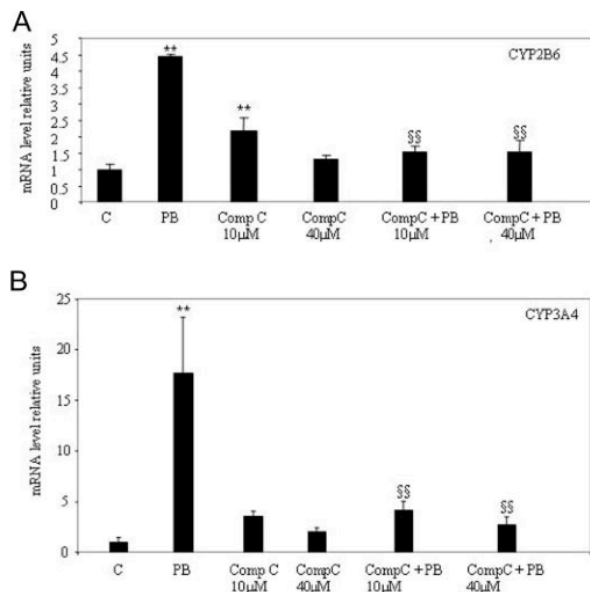 A
mRNA level relative units
5
4.5
4
3.5
3
2.5
2
1.5
1
0.5
0
**
**
§§
§§
CYP2B6
C PB Comp C CompC CompC + PB CompC + PB
10µM 40µM 10µM , 40µM
B
mRNA level relative units
25
20
15
10
5
0
**
§§
§§
CYP3A4
C PB Comp C CompC CompC + PB CompC + PB
10µM 40µM 10µM 40µM